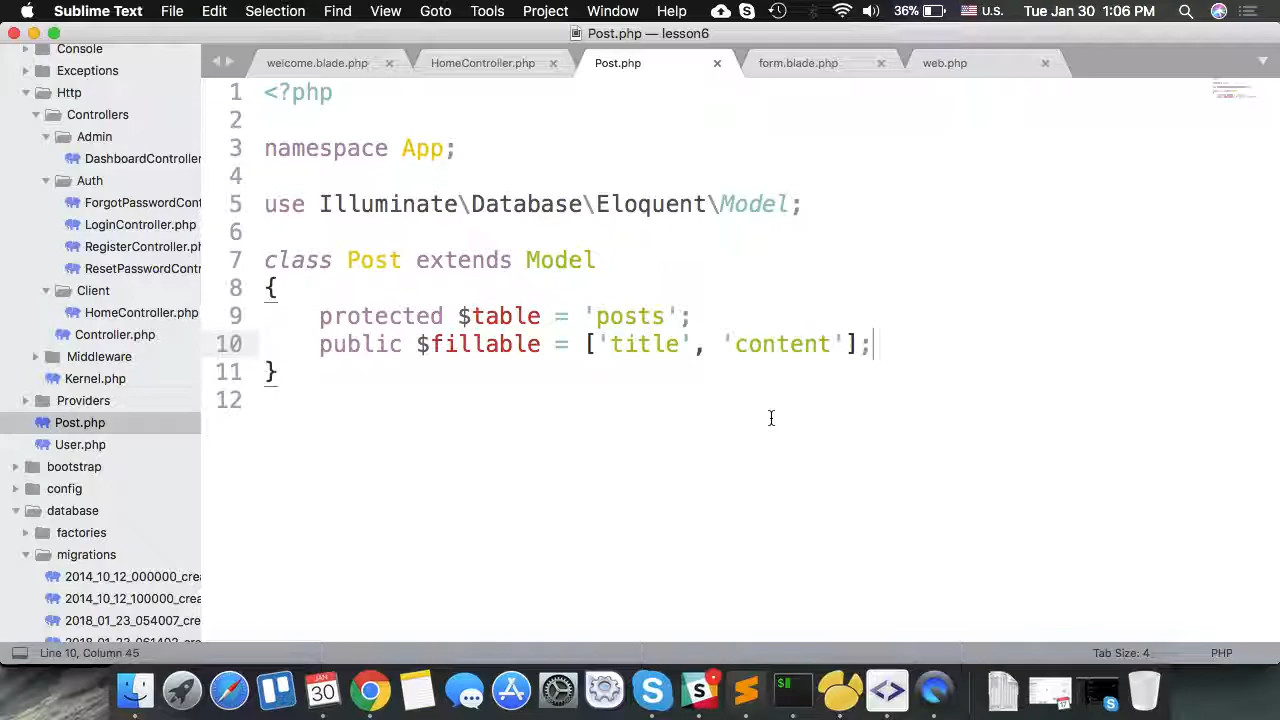 Sublime Text File Edit Selection Find View Goto Tools Project Window Help 36% U.S. Tue Jan 30 1:06 PM
Post.php — lesson6
Console
Exceptions
Http
Controllers
Admin
DashboardController
Auth
ForgotPasswordCont
LoginController.php
RegisterController.ph
ResetPasswordContr
Client
HomeController.php
Controller.php
Middleware
Kernel.php
Providers
Post.php
User.php
bootstrap
config
database
factories
migrations
2014_10_12_000000_crea
2014_10_12_100000_crea
2018_01_23_054007_crea
welcome.blade.php HomeController.php Post.php form.blade.php web.php
1 <?php
2
3 namespace App;
4
5 use Illuminate\Database\Eloquent\Model;
6
7 class Post extends Model
8 {
9 protected $table = 'posts';
10 public $fillable = ['title', 'content'];
11 }
12
Line 10, Column 45 Tab Size: 4 PHP
JAN
30
17